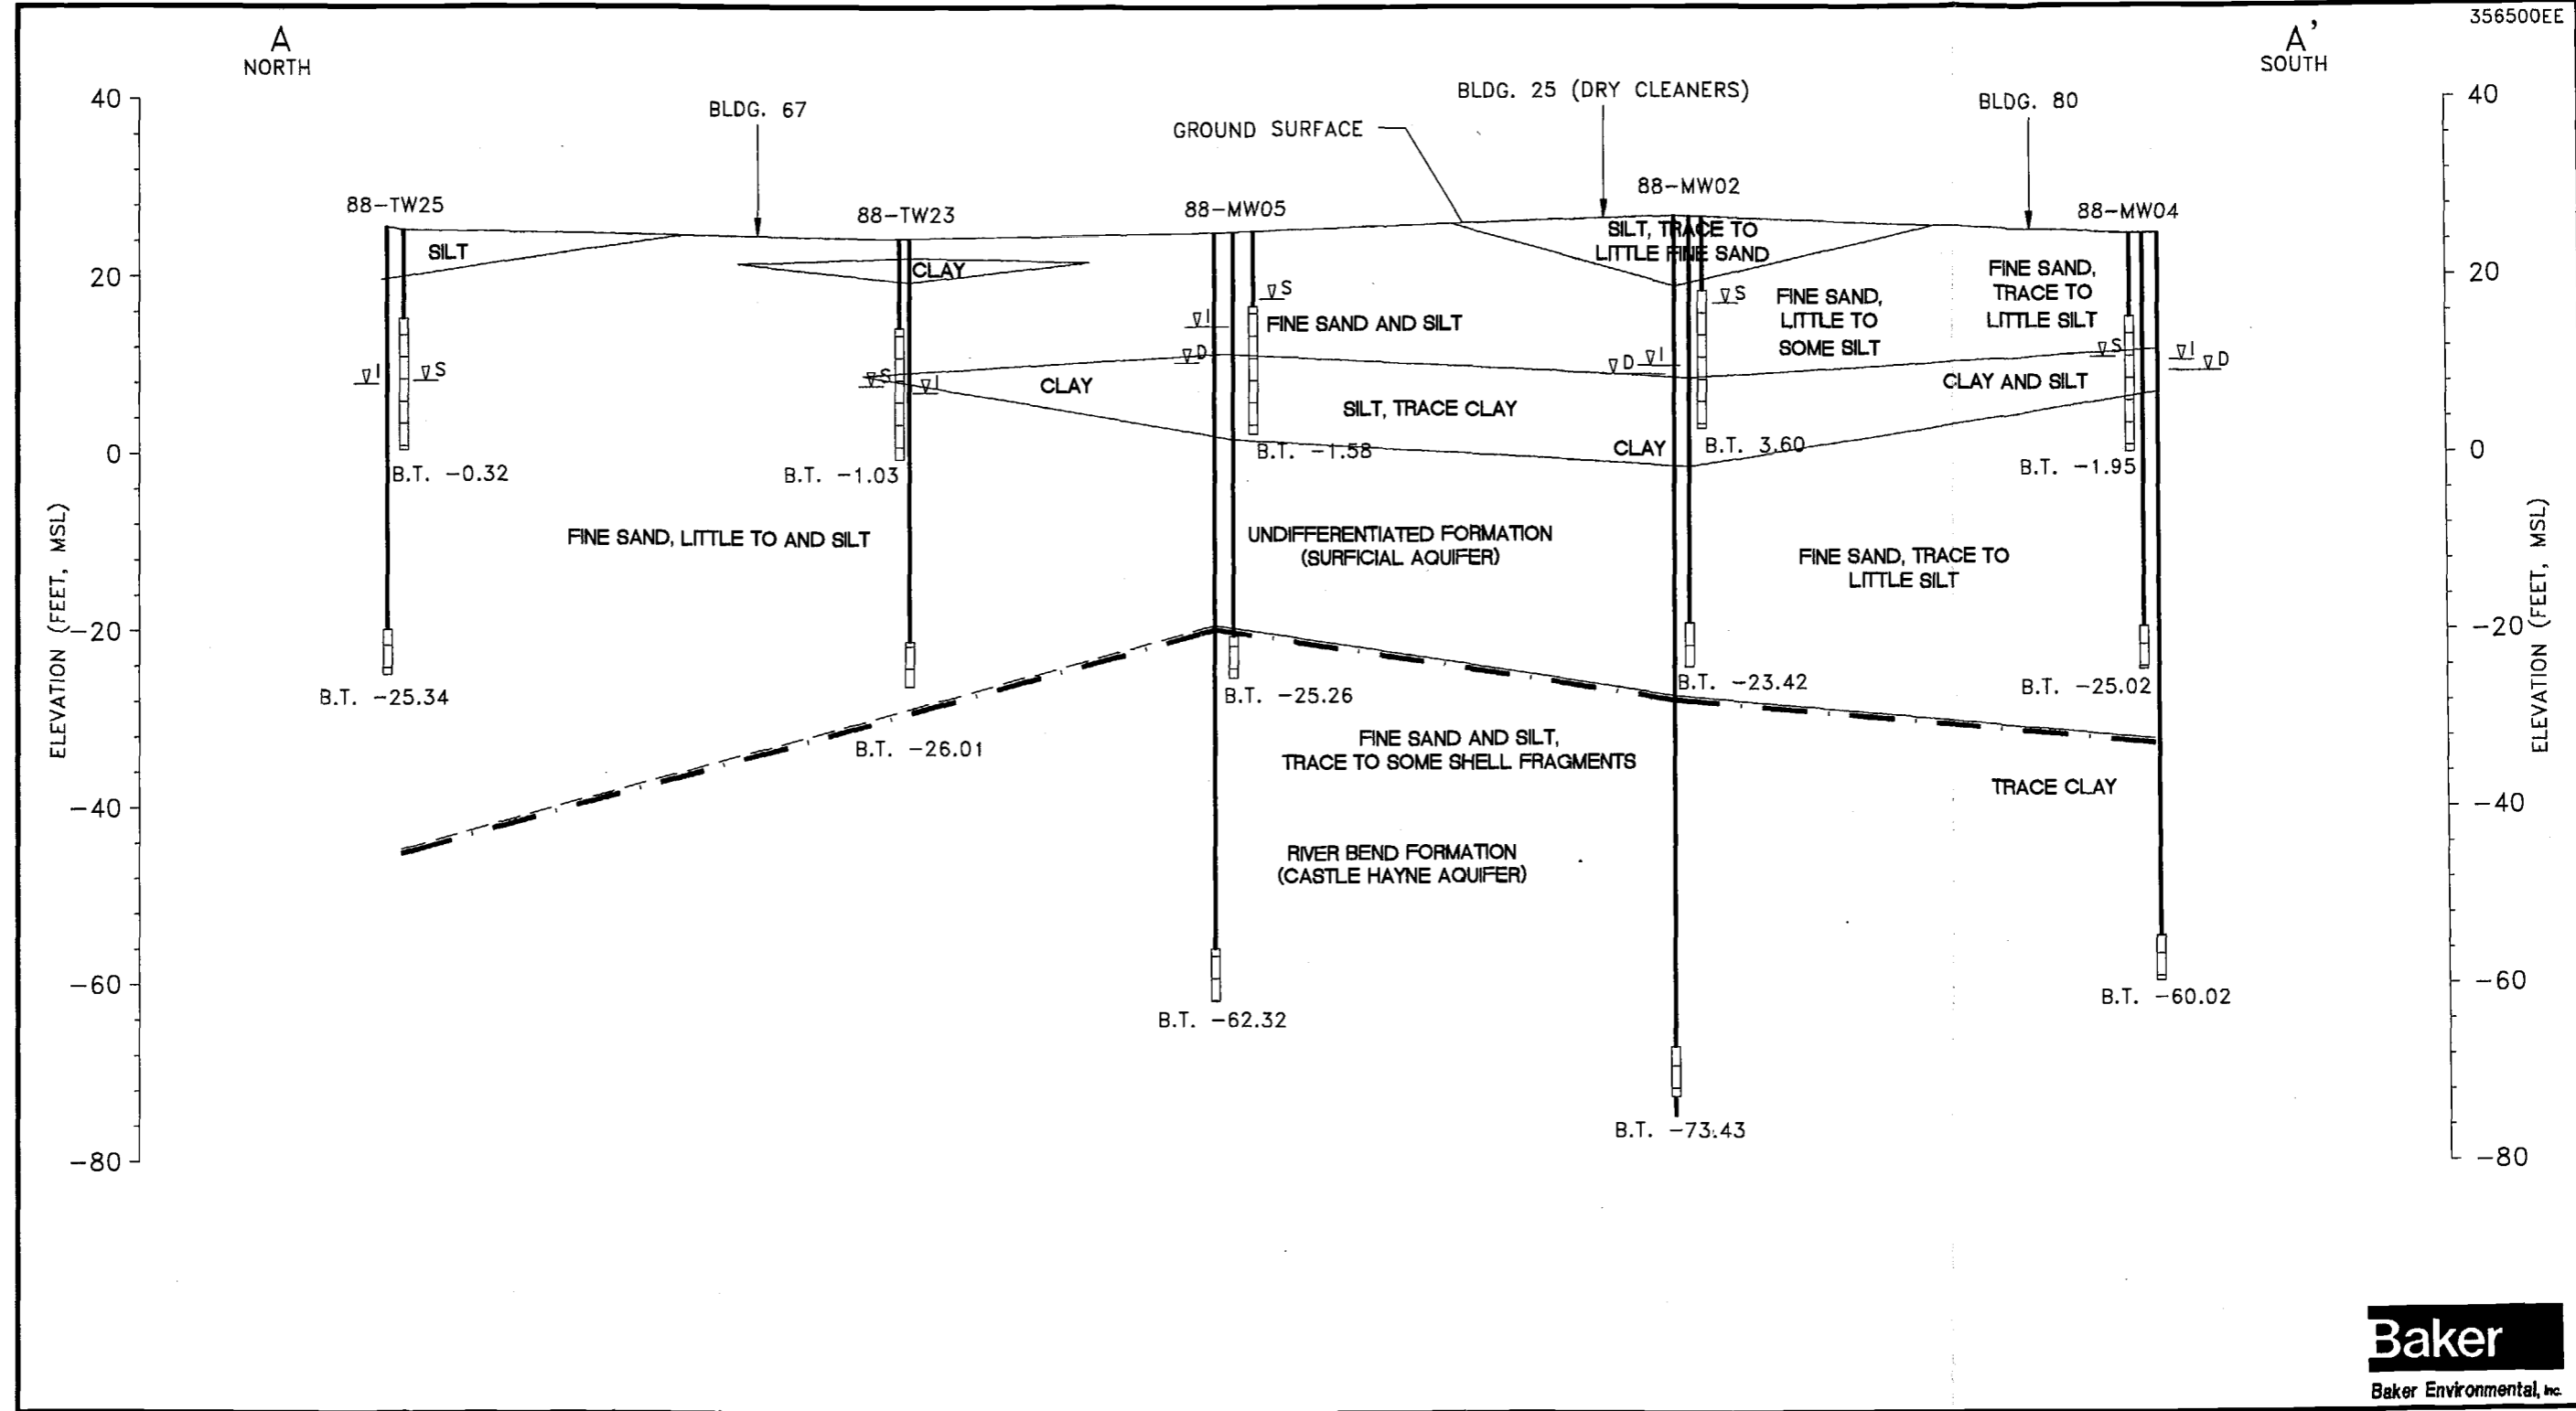 356500EE
A
NORTH
A'
SOUTH
BLDG. 67
BLDG. 25 (DRY CLEANERS)
BLDG. 80
GROUND SURFACE
88-TW25
88-TW23
88-MW05
88-MW02
88-MW04
40
20
0
-20
-40
-60
-80
ELEVATION (FEET, MSL)
40
20
0
-20
-40
-60
-80
ELEVATION (FEET, MSL)
SILT
CLAY
SILT, TRACE TO
LITTLE FINE SAND
FINE SAND,
TRACE TO
LITTLE SILT
FINE SAND,
LITTLE TO
SOME SILT
FINE SAND AND SILT
S
I
D
S
I
S
S
I
D
I
S
S
I
D
CLAY
CLAY AND SILT
SILT, TRACE CLAY
CLAY
B.T. -0.32
B.T. -1.03
B.T. -1.58
B.T. 3.60
B.T. -1.95
FINE SAND, LITTLE TO AND SILT
UNDIFFERENTIATED FORMATION
(SURFICIAL AQUIFER)
FINE SAND, TRACE TO
LITTLE SILT
B.T. -25.34
B.T. -26.01
B.T. -25.26
B.T. -23.42
B.T. -25.02
FINE SAND AND SILT,
TRACE TO SOME SHELL FRAGMENTS
TRACE CLAY
RIVER BEND FORMATION
(CASTLE HAYNE AQUIFER)
B.T. -62.32
B.T. -73.43
B.T. -60.02
Baker
Baker Environmental, Inc.